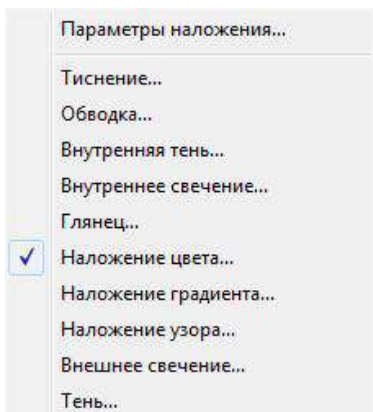 Параметры наложения...
Тиснение...
Обводка...
Внутренняя тень...
Внутреннее свечение...
Глянец...
Наложение цвета...
Наложение градиента...
Наложение узора...
Внешнее свечение...
Тень...